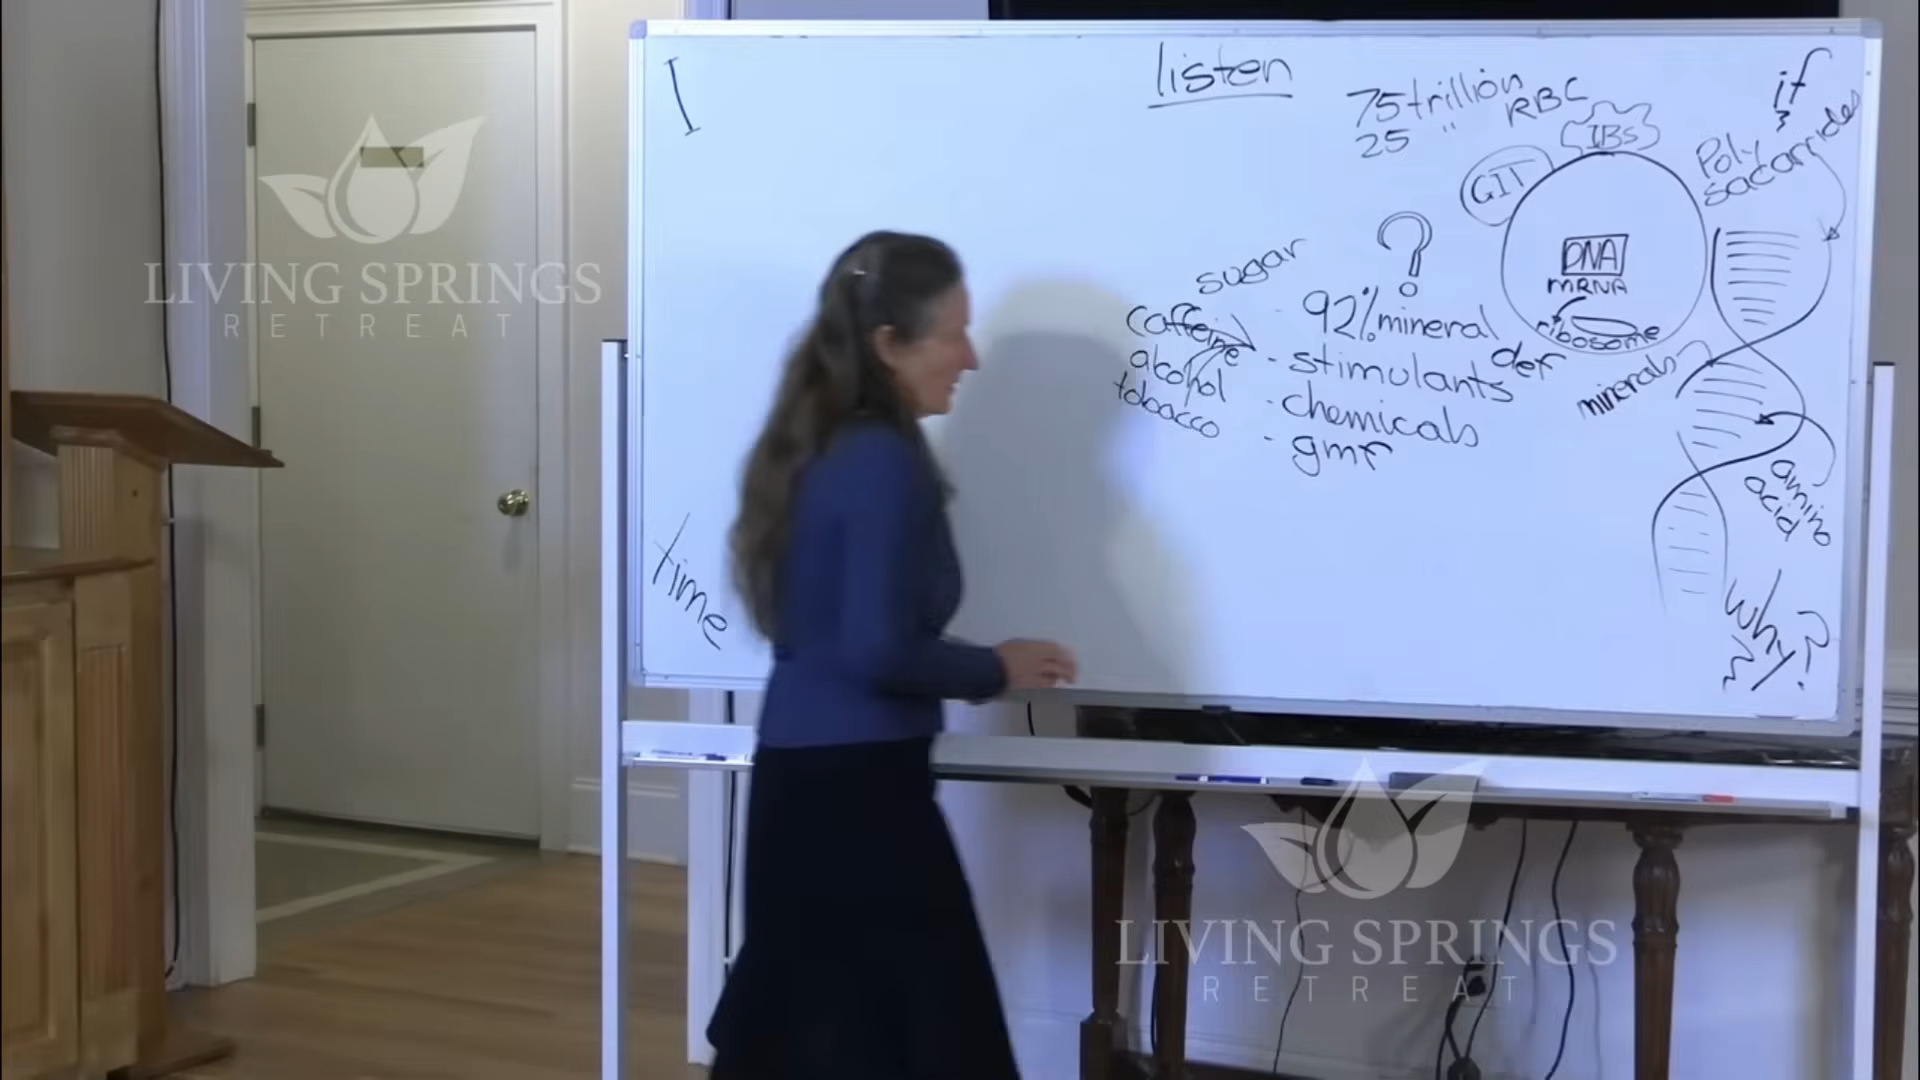 I
listen
75 trillion
RBC
25 "
if
IBS
GIT
Poly
sacarrides
DNA
mRNA
ribosome
?
sugar
caffeine
alcohol
tobacco
- 92% mineral
def
- stimulants
- chemicals
- gmf
minerals
amino
acid
time
Why?
LIVING SPRINGS
RETREAT
LIVING SPRINGS
RETREAT